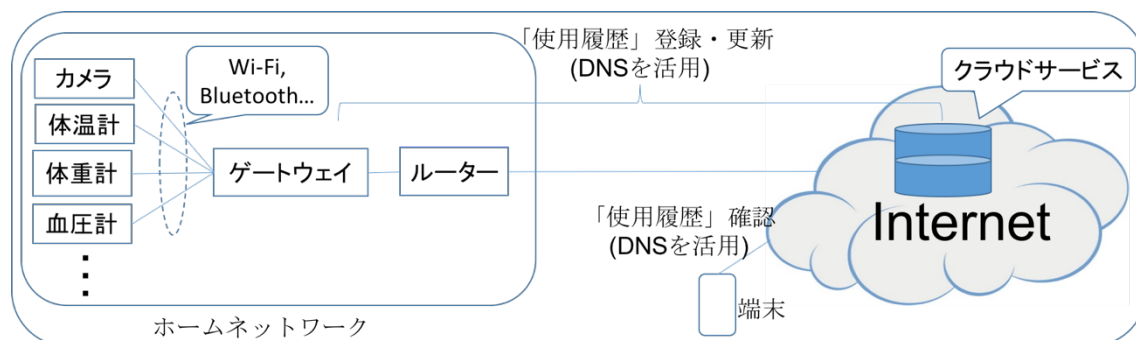 「使用履歴」登録・更新
(DNSを活用)
カメラ
Wi-Fi,
Bluetooth…
クラウドサービス
体温計
体重計
ゲートウェイ
ルーター
血圧計
「使用履歴」確認
(DNSを活用)
Internet
端末
ホームネットワーク